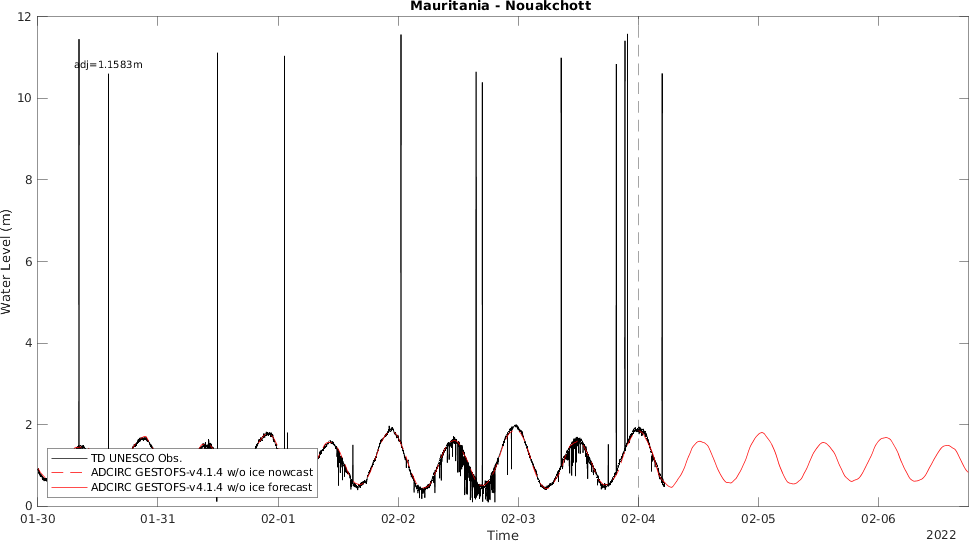 Mauritania - Nouakchott
12
adj=1.1583m
10
8
6
4
2
0
Water Level (m)
TD UNESCO Obs.
ADCIRC GESTOFS-v4.1.4 w/o ice nowcast
ADCIRC GESTOFS-v4.1.4 w/o ice forecast
01-30
01-31
02-01
02-02
02-03
02-04
02-05
02-06
Time
2022